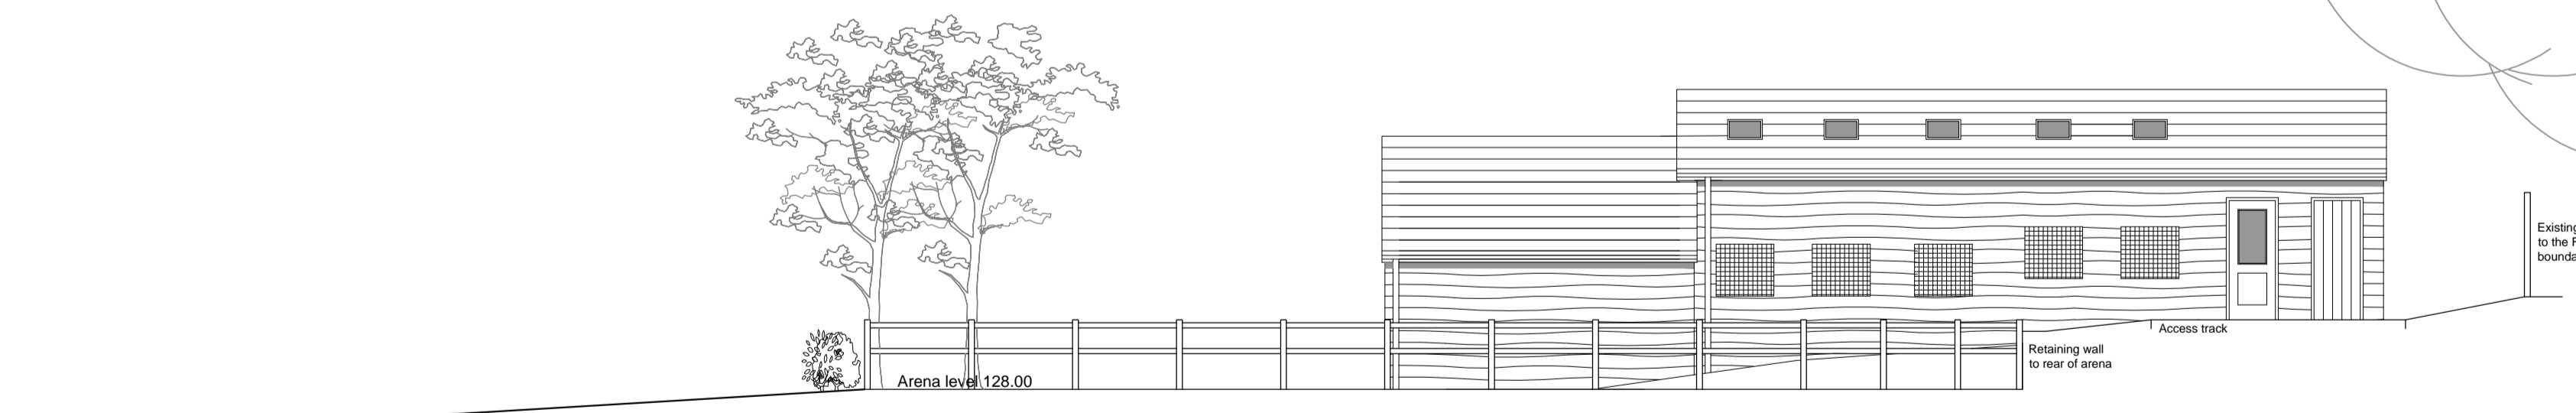 Existing
to the
bounda
Access track
Retaining wall
to rear of arena
Arena level 128.00